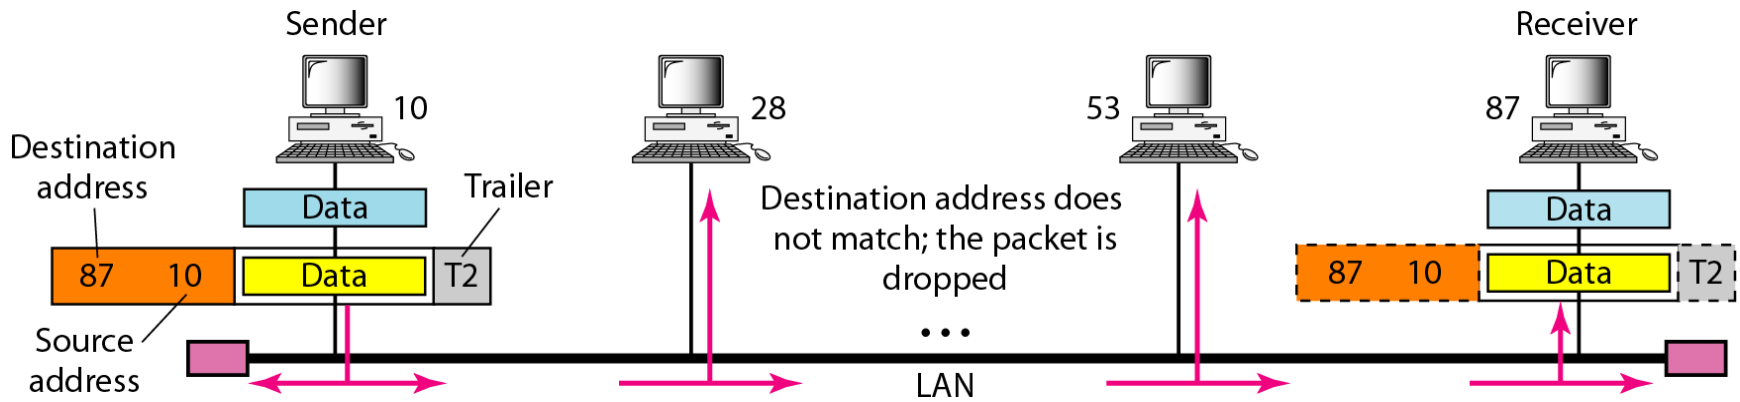 Sender
Receiver
10
28
53
87
Destination
address
Trailer
Data
Destination address does
not match; the packet is
dropped
Data
87 10
Data
T2
87 10
Data
T2
Source
address
...
LAN